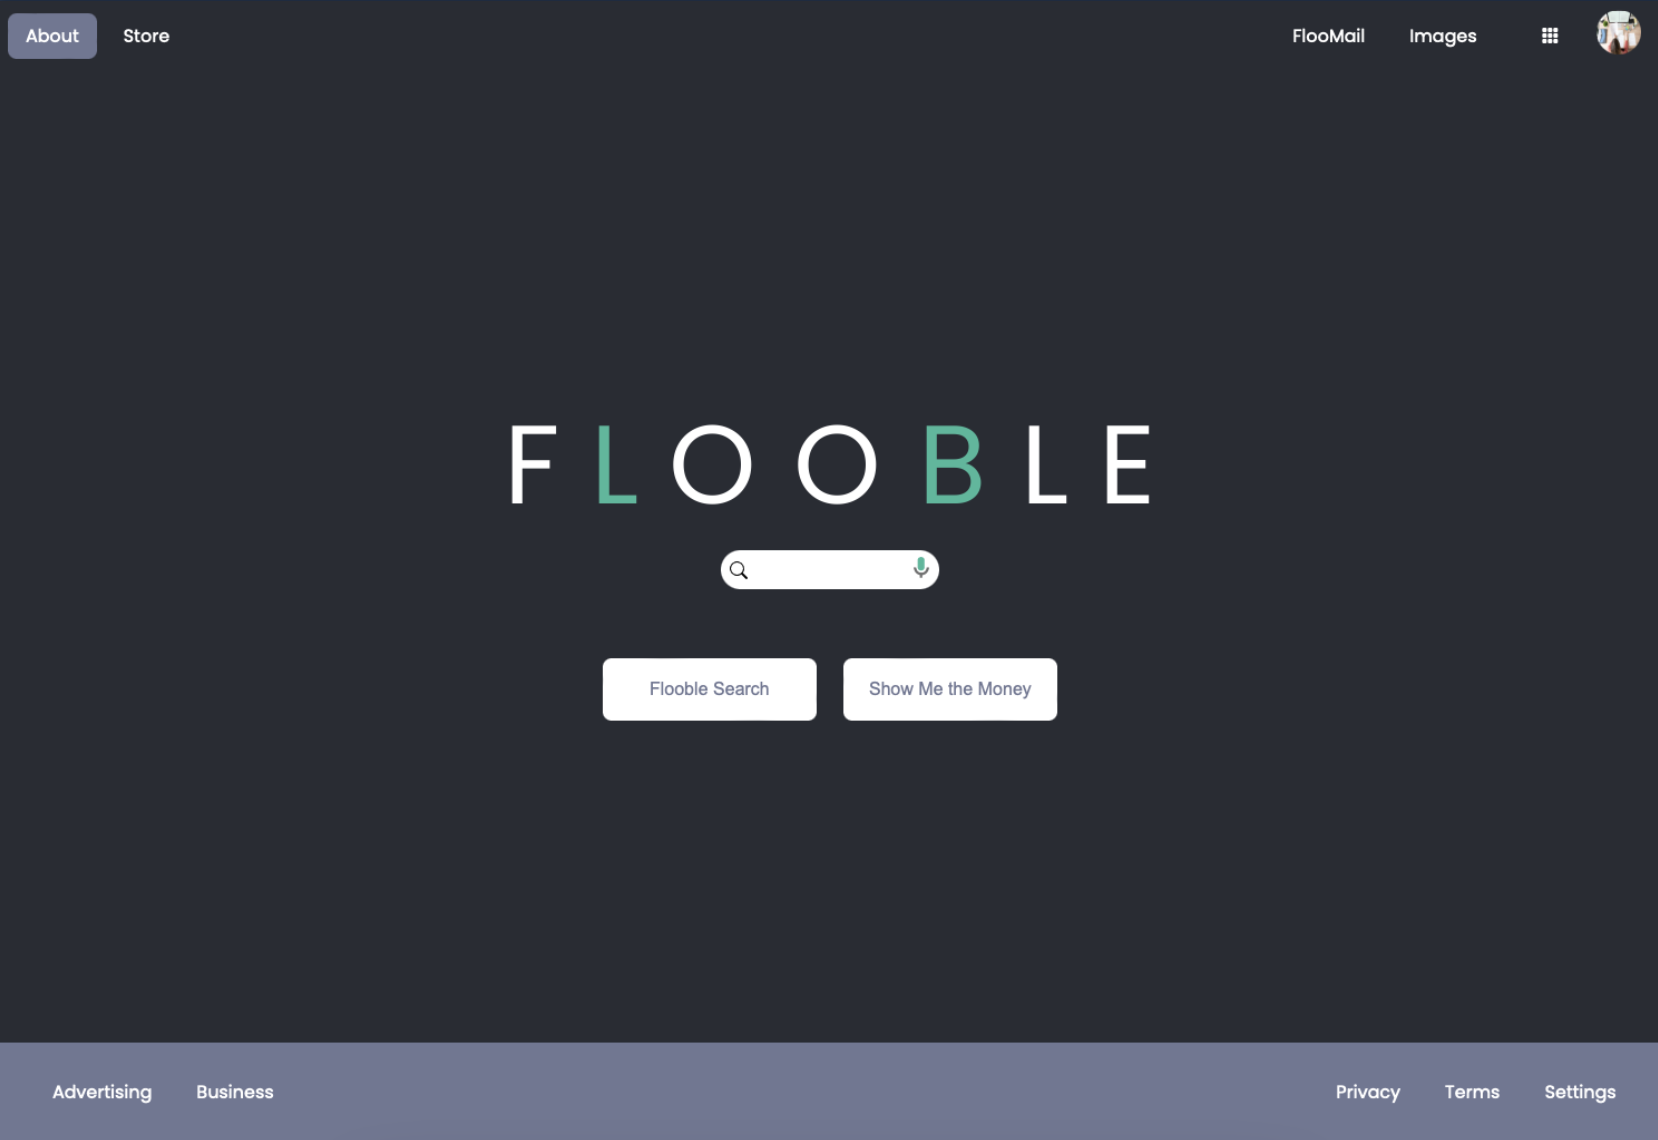 About Store FlooMail Images
FLOOBLE
Flooble Search Show Me the Money
Advertising Business Privacy Terms Settings